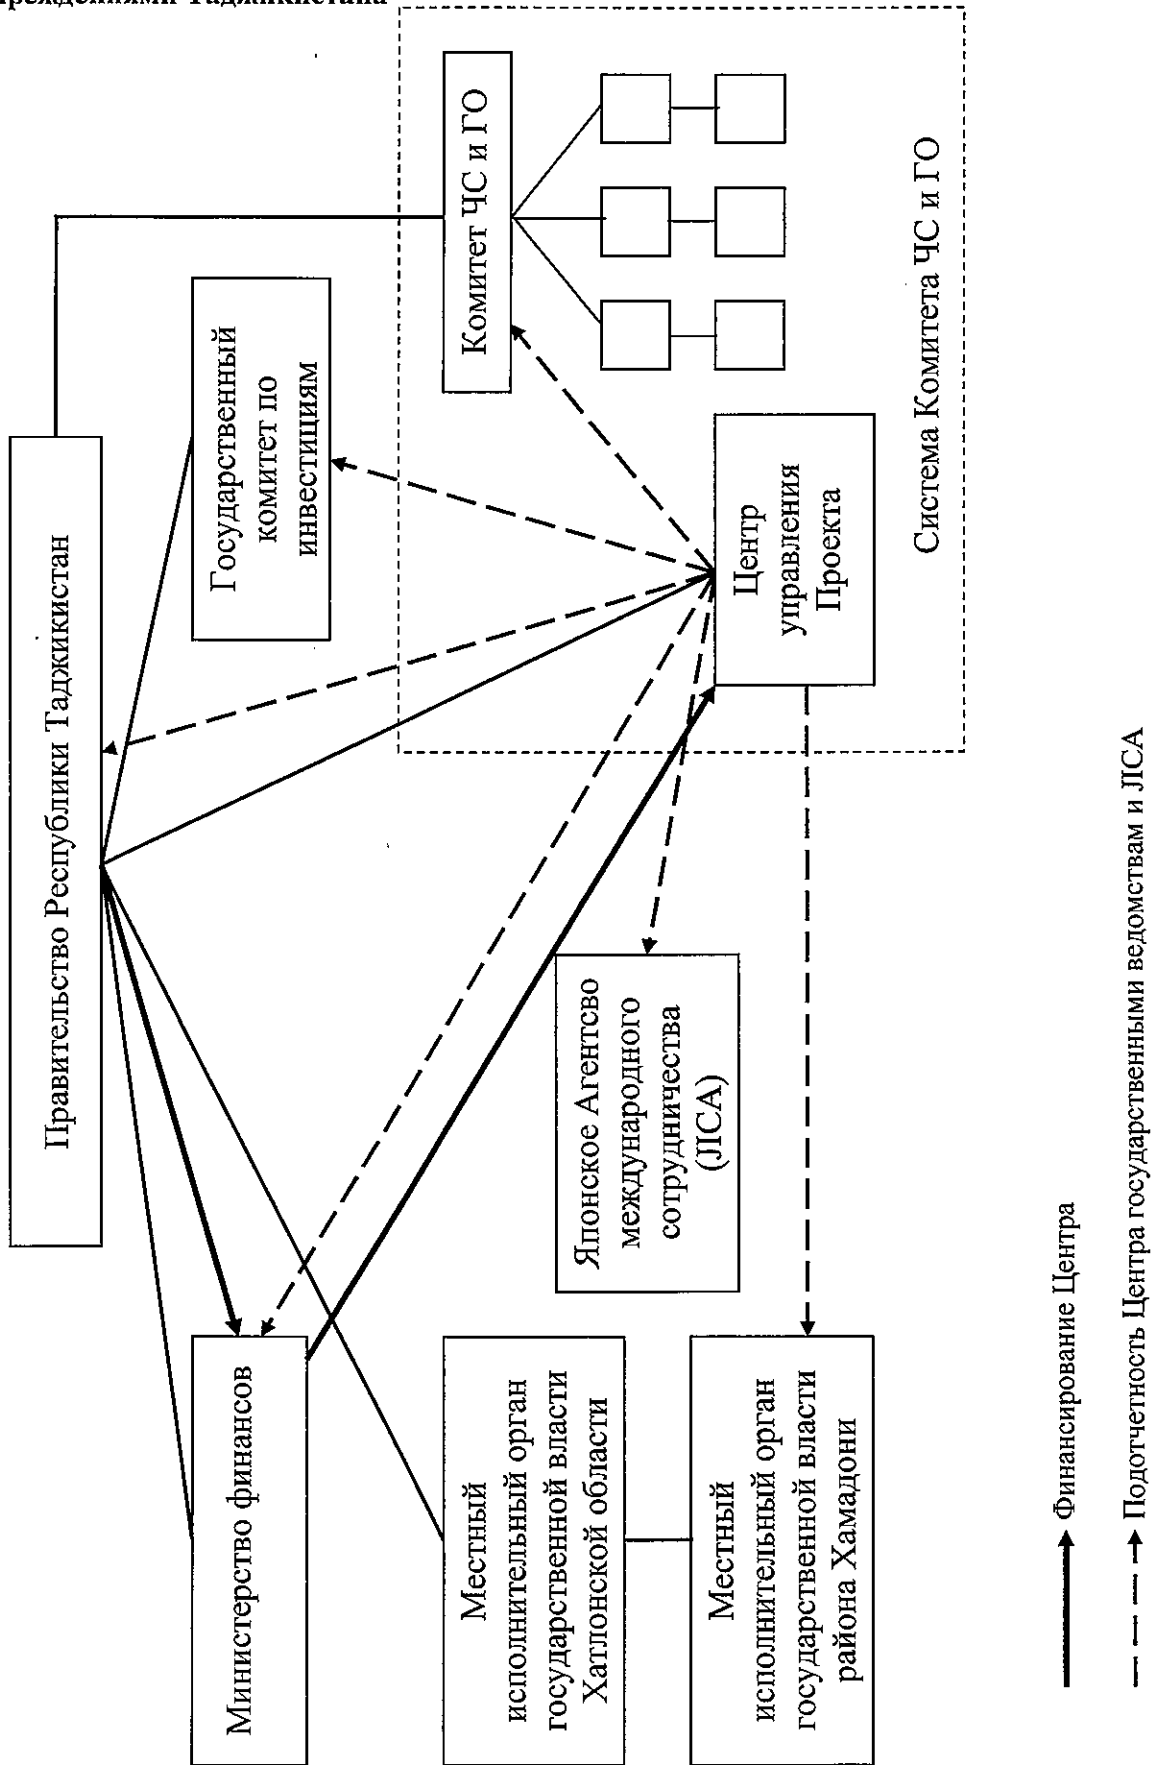 реждениями Таджикистана
Правительство Республики Таджикистан
Министерство финансов
Государственный
комитет по
инвестициям
Местный
исполнительный орган
государственной власти
Хатлонской области
Японское Агентсво
международного
сотрудничества
(JICA)
Комитет ЧС и ГО
Местный
исполнительный орган
государственной власти
района Хамадони
Центр
управления
Проекта
Система Комитета ЧС и ГО
Финансирование Центра
Подотчетность Центра государственными ведомствам и JICA